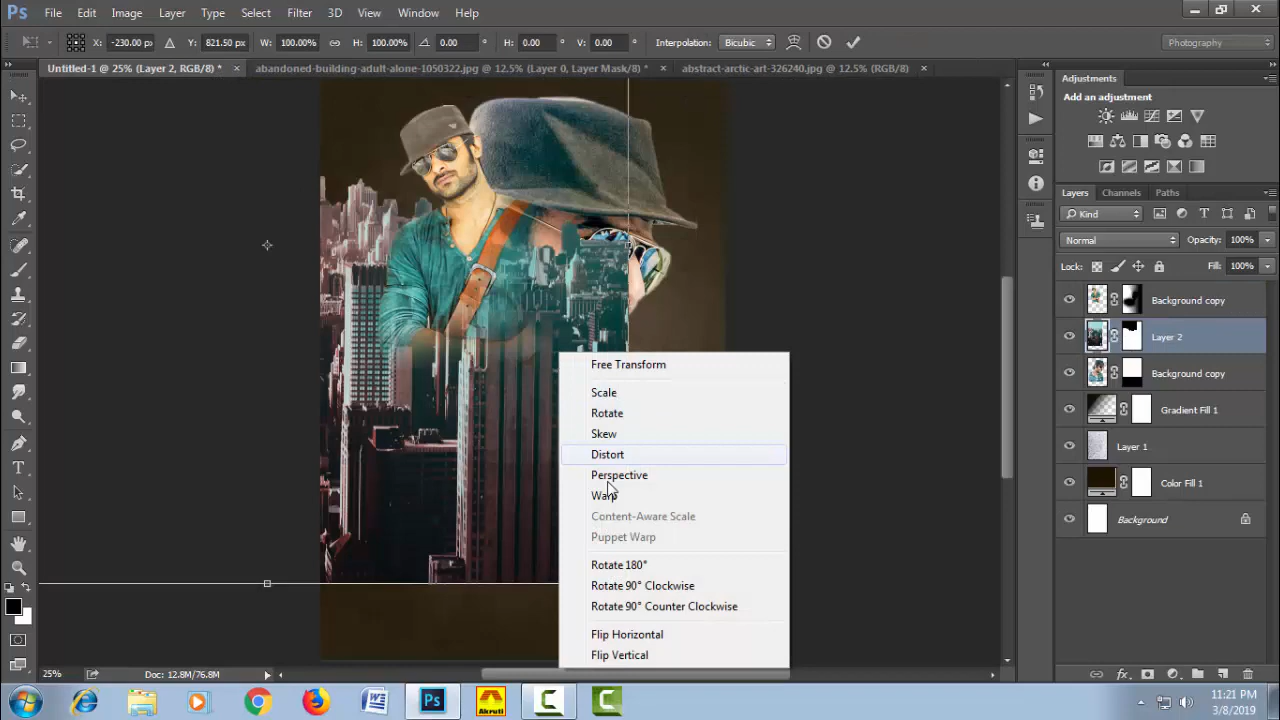 Ps File Edit Image Layer Type Select Filter 3D View Window Help
X: -230.00 px Y: 821.50 px W: 100.00% H: 100.00% 0.00 ° H: 0.00 ° V: 0.00 ° Interpolation: Bicubic Photography
Untitled-1 @ 25% (Layer 2, RGB/8) * × abandoned-building-adult-alone-1050322.jpg @ 12.5% (Layer 0, Layer Mask/8) * × abstract-arctic-art-326240.jpg @ 12.5% (RGB/8) ×
Adjustments
Add an adjustment
Layers Channels Paths
Kind
Normal Opacity: 100%
Lock: Fill: 100%
Background copy
Layer 2
Background copy
Gradient Fill 1
Layer 1
Color Fill 1
Background
Free Transform
Scale
Rotate
Skew
Distort
Perspective
Warp
Content-Aware Scale
Puppet Warp
Rotate 180°
Rotate 90° Clockwise
Rotate 90° Counter Clockwise
Flip Horizontal
Flip Vertical
25% Doc: 12.8M/76.8M
Ps
Akruti
11:21 PM
3/8/2019